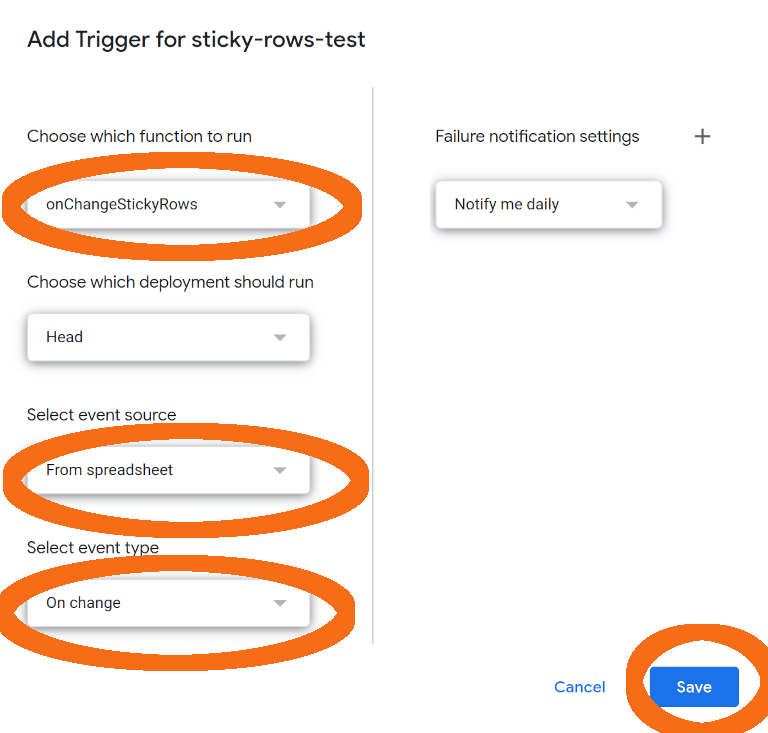 Add Trigger for sticky-rows-test
Choose which function to run
onChangeStickyRows
Choose which deployment should run
Head
Select event source
From spreadsheet
Select event type
On change
Failure notification settings
Notify me daily
Cancel
Save